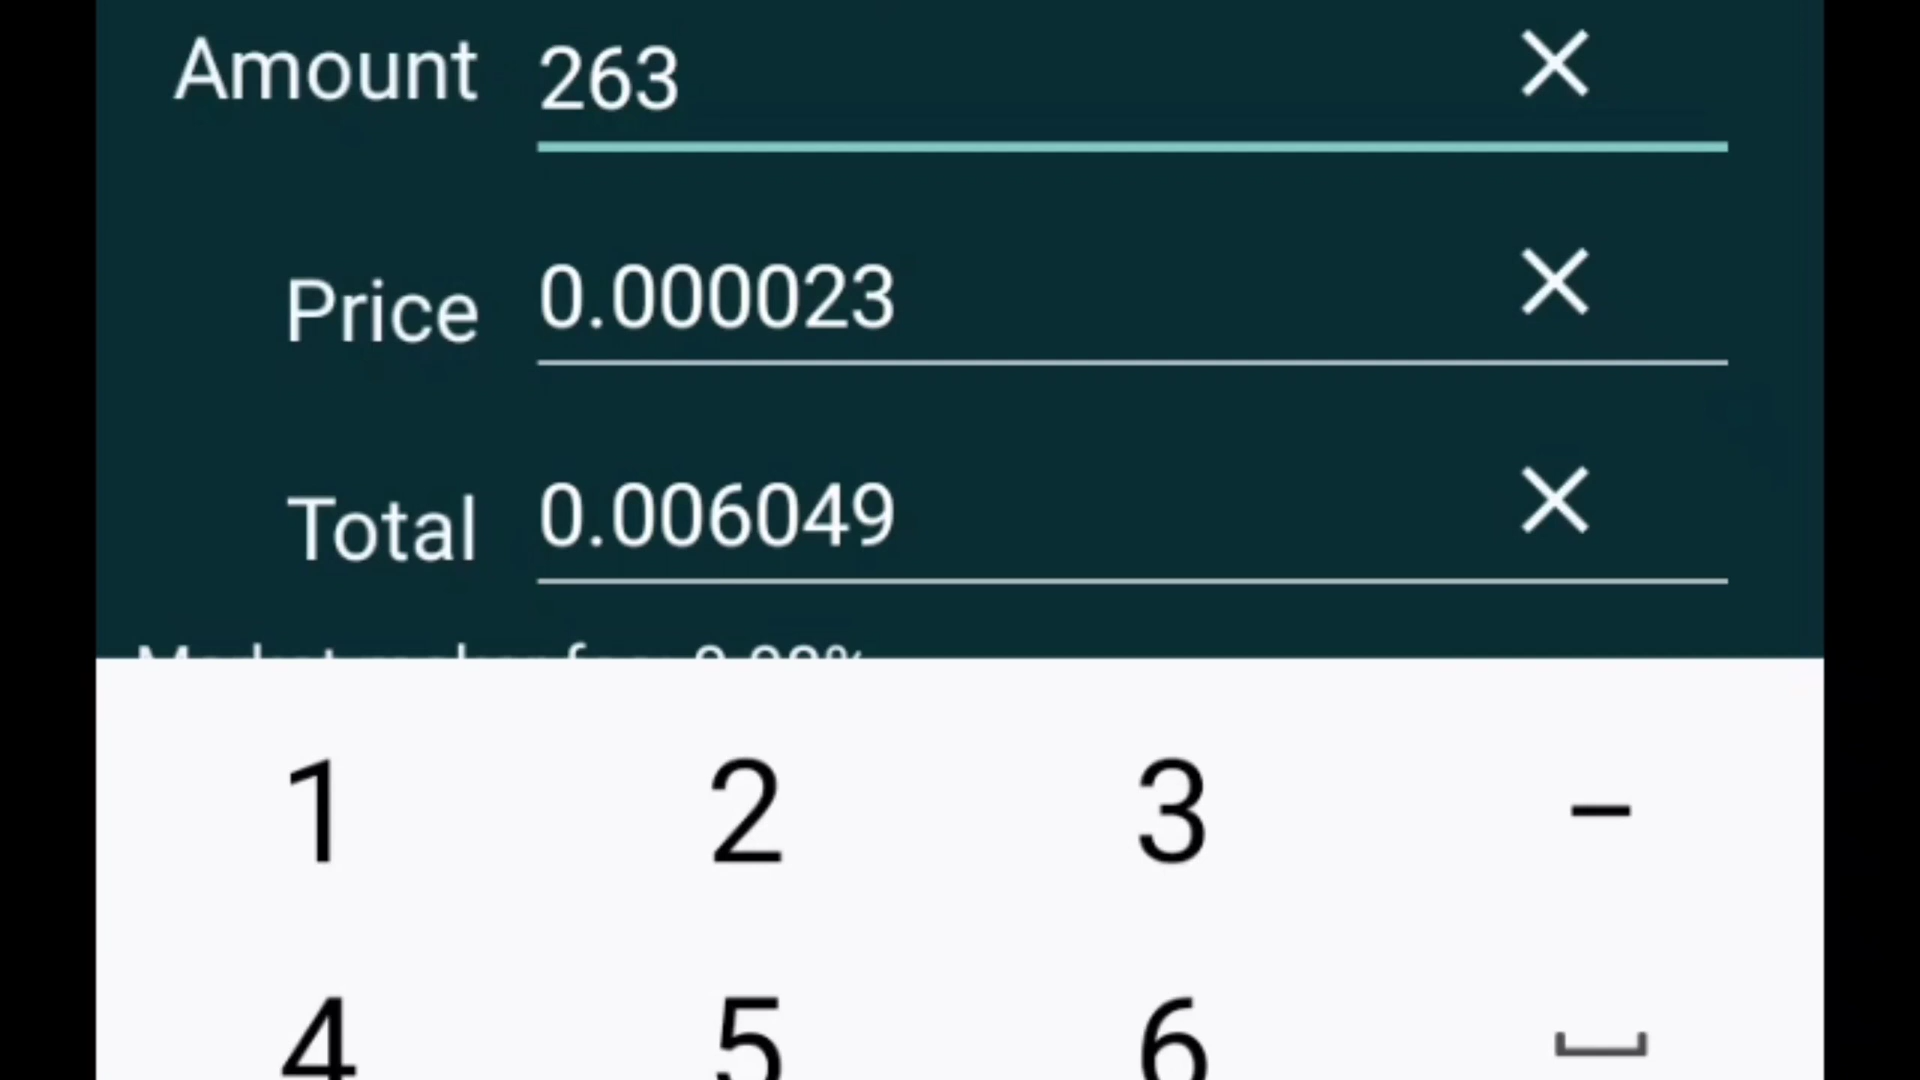 Amount 263
Price 0.000023
Total 0.006049
1 2 3 -
4 5 6